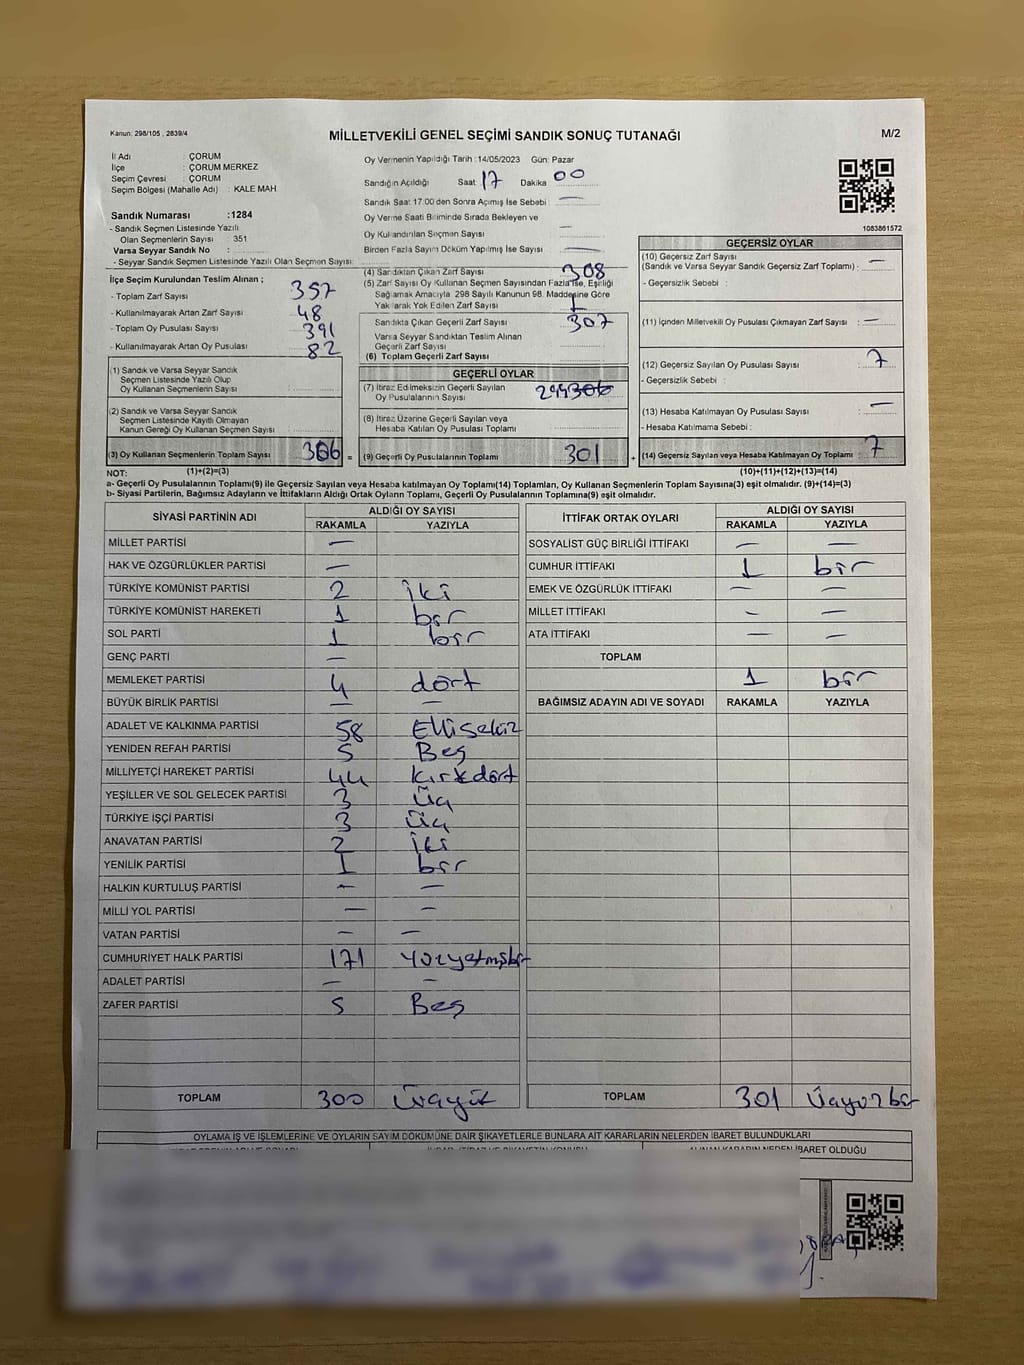 Kanun: 298/105 , 2839/4
MİLLETVEKİLİ GENEL SEÇİMİ SANDIK SONUÇ TUTANAĞI
M/2
İl Adı : ÇORUM
İlçe : ÇORUM MERKEZ
Seçim Çevresi : ÇORUM
Seçim Bölgesi (Mahalle Adı) : KALE MAH.
Sandık Numarası :1284
- Sandık Seçmen Listesinde Yazılı
Olan Seçmenlerin Sayısı : 351
Varsa Seyyar Sandık No :
- Seyyar Sandık Seçmen Listesinde Yazılı Olan Seçmen Sayısı:
İlçe Seçim Kurulundan Teslim Alınan ;
- Toplam Zarf Sayısı 357
- Kullanılmayarak Artan Zarf Sayısı : 48
- Toplam Oy Pusulası Sayısı : 391
- Kullanılmayarak Artan Oy Pusulası : 82
(1) Sandık ve Varsa Seyyar Sandık
Seçmen Listesinde Yazılı Olup
Oy Kullanan Seçmenlerin Sayısı :
(2) Sandık ve Varsa Seyyar Sandık
Seçmen Listesinde Kayıtlı Olmayan
Kanun Gereği Oy Kullanan Seçmen Sayısı :
(3) Oy Kullanan Seçmenlerin Toplam Sayısı =
Oy Vermenin Yapıldığı Tarih :14/05/2023 Gün: Pazar
Sandığın Açıldığı Saat 17 Dakika 00
Sandık Saat 17:00'den Sonra Açılmış İse Sebebi : —
Oy Verme Saati Bitiminde Sırada Bekleyen ve
Oy Kullandırılan Seçmen Sayısı —
Birden Fazla Sayım Döküm Yapılmış İse Sayısı —
(4) Sandıktan Çıkan Zarf Sayısı 308
(5) Zarf Sayısı Oy Kullanan Seçmen Sayısından Fazla İse, Eşitliği
Sağlamak Amacıyla 298 Sayılı Kanunun 98. Maddesine Göre
Yakılarak Yok Edilen Zarf Sayısı 1
Sandıkta Çıkan Geçerli Zarf Sayısı 307
Varsa Seyyar Sandıktan Teslim Alınan
Geçerli Zarf Sayısı :
(6) Toplam Geçerli Zarf Sayısı
GEÇERLİ OYLAR
(7) İtiraz Edilmeksizin Geçerli Sayılan
Oy Pusulalarının Sayısı
(8) İtiraz Üzerine Geçerli Sayılan veya
Hesaba Katılan Oy Pusulası Toplamı
(9) Geçerli Oy Pusulalarının Toplamı 301 +
1083861572
GEÇERSİZ OYLAR
(10) Geçersiz Zarf Sayısı
(Sandık ve Varsa Seyyar Sandık Geçersiz Zarf Toplamı) : —
- Geçersizlik Sebebi :
(11) İçinden Milletvekili Oy Pusulası Çıkmayan Zarf Sayısı : —
(12) Geçersiz Sayılan Oy Pusulası Sayısı 7
- Geçersizlik Sebebi :
(13) Hesaba Katılmayan Oy Pusulası Sayısı —
- Hesaba Katılmama Sebebi :
(14) Geçersiz Sayılan veya Hesaba Katılmayan Oy Toplamı : 7
NOT: (1)+(2)=(3) (10)+(11)+(12)+(13)=(14)
a- Geçerli Oy Pusulalarının Toplamı(9) ile Geçersiz Sayılan veya Hesaba katılmayan Oy Toplamı(14) Toplamları, Oy Kullanan Seçmenlerin Toplam Sayısına(3) eşit olmalıdır. (9)+(14)=(3)
b- Siyasi Partilerin, Bağımsız Adayların ve İttifakların Aldığı Ortak Oyların Toplamı, Geçerli Oy Pusulalarının Toplamına(9) eşit olmalıdır.
SİYASİ PARTİNİN ADI ALDIĞI OY SAYISI
RAKAMLA YAZIYLA
MİLLET PARTİSİ —
HAK VE ÖZGÜRLÜKLER PARTİSİ —
TÜRKİYE KOMÜNİST PARTİSİ 2 iki
TÜRKİYE KOMÜNİST HAREKETİ 1 bir
SOL PARTİ 1 bir
GENÇ PARTİ —
MEMLEKET PARTİSİ 4 dört
BÜYÜK BİRLİK PARTİSİ — —
ADALET VE KALKINMA PARTİSİ 58 Ellisekiz
YENİDEN REFAH PARTİSİ 5 Beş
MİLLİYETÇİ HAREKET PARTİSİ 44 kırkdört
YEŞİLLER VE SOL GELECEK PARTİSİ 3 Üç
TÜRKİYE İŞÇİ PARTİSİ 3 Üç
ANAVATAN PARTİSİ 2 İki
YENİLİK PARTİSİ 1 bir
HALKIN KURTULUŞ PARTİSİ — —
MİLLİ YOL PARTİSİ — —
VATAN PARTİSİ — —
CUMHURİYET HALK PARTİSİ 171 Yüzyetmişbir
ADALET PARTİSİ — —
ZAFER PARTİSİ 5 Beş
TOPLAM 300 Üçyüz
İTTİFAK ORTAK OYLARI ALDIĞI OY SAYISI
RAKAMLA YAZIYLA
SOSYALİST GÜÇ BİRLİĞİ İTTİFAKI — —
CUMHUR İTTİFAKI 1 bir
EMEK VE ÖZGÜRLÜK İTTİFAKI — —
MİLLET İTTİFAKI — —
ATA İTTİFAKI — —
TOPLAM
1 bir
BAĞIMSIZ ADAYIN ADI VE SOYADI RAKAMLA YAZIYLA
TOPLAM 301 Üçyüzbir
OYLAMA İŞ VE İŞLEMLERİNE VE OYLARIN SAYIM DÖKÜMÜNE DAİR ŞİKAYETLERLE BUNLARA AİT KARARLARIN NELERDEN İBARET BULUNDUKLARI
ALINAN KARARIN NEDEN İBARET OLDUĞU